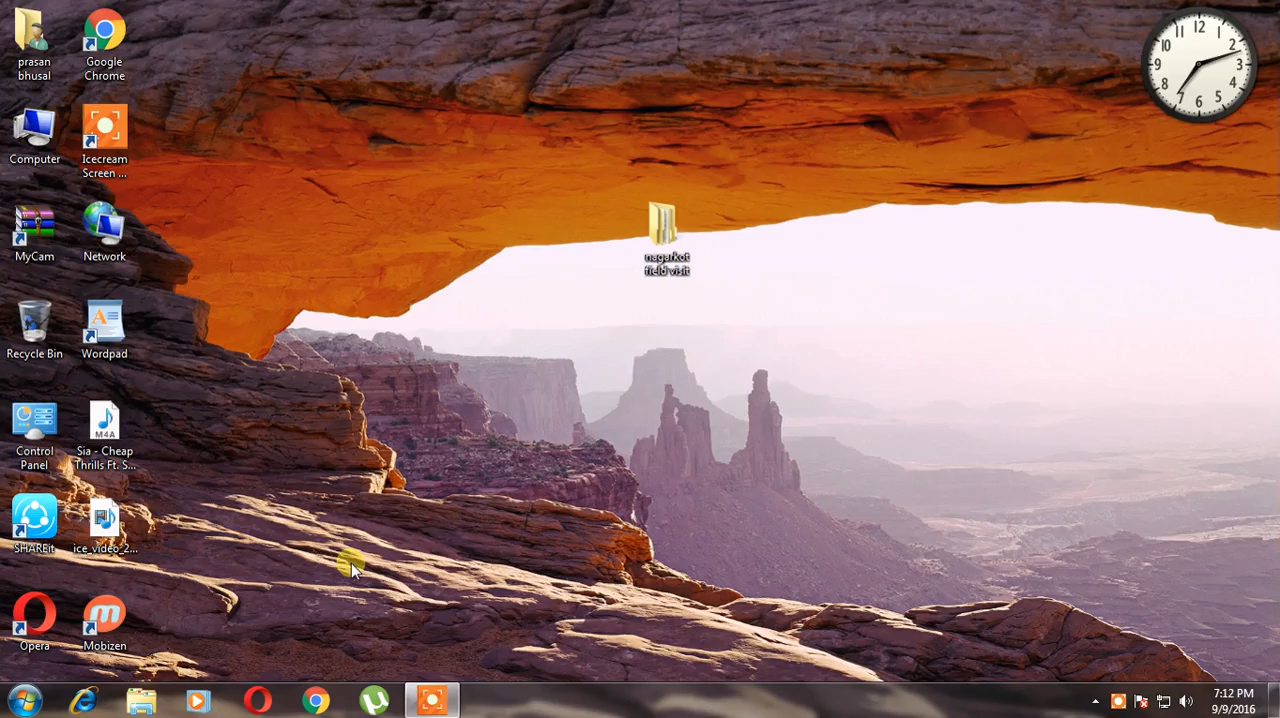 prasan
bhusal
Google
Chrome
Computer
Icecream
Screen ...
MyCam
Network
Recycle Bin
Wordpad
Control
Panel
M4A
Sia - Cheap
Thrills Ft. S...
SHAREit
ice_video_2...
Opera
Mobizen
nagarkot
field visit
12
1
2
3
4
5
6
7
8
9
10
11
7:12 PM
9/9/2016